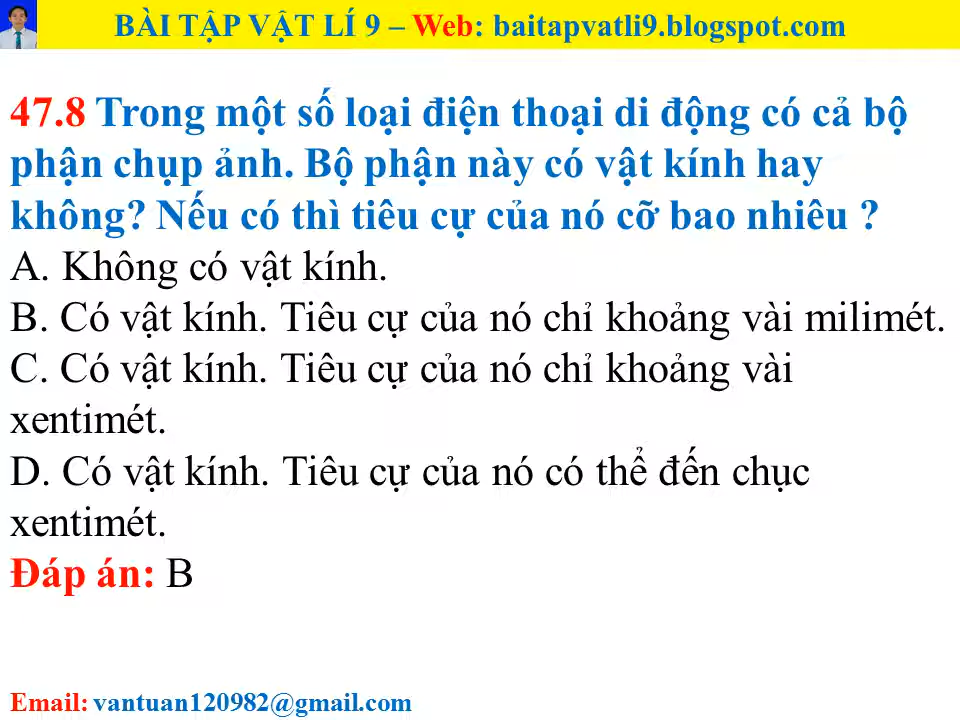 BÀI TẬP VẬT LÍ 9 – Web: baitapvatli9.blogspot.com
47.8 Trong một số loại điện thoại di động có cả bộ
phận chụp ảnh. Bộ phận này có vật kính hay
không? Nếu có thì tiêu cự của nó cỡ bao nhiêu ?
A. Không có vật kính.
B. Có vật kính. Tiêu cự của nó chỉ khoảng vài milimét.
C. Có vật kính. Tiêu cự của nó chỉ khoảng vài
xentimét.
D. Có vật kính. Tiêu cự của nó có thể đến chục
xentimét.
Đáp án: B
Email: vantuan120982@gmail.com